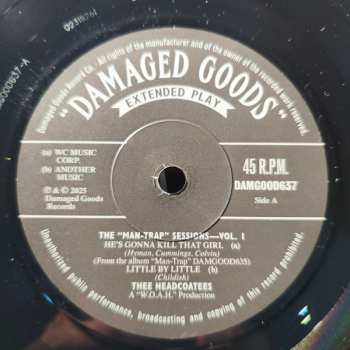 All rights of the manufacturer and of the owner of the recorded work reserved.
Damaged Goods Record Co.
"DAMAGED GOODS"
EXTENDED PLAY
(a) WC MUSIC
CORP.
(b) ANOTHER
MUSIC
℗ & © 2025
Damaged Goods
Records
45 R.P.M.
DAMGOOD637
Side A
THE "MAN-TRAP" SESSIONS—VOL. 1
HE'S GONNA KILL THAT GIRL (a)
(Hyman, Cummings, Colvin)
(From the album "Man-Trap" DAMGOOD635)
LITTLE BY LITTLE (b)
(Childish)
THEE HEADCOATEES
A "W.O.A.H." Production
Unauthorised public performance, broadcasting and copying of this record prohibited.